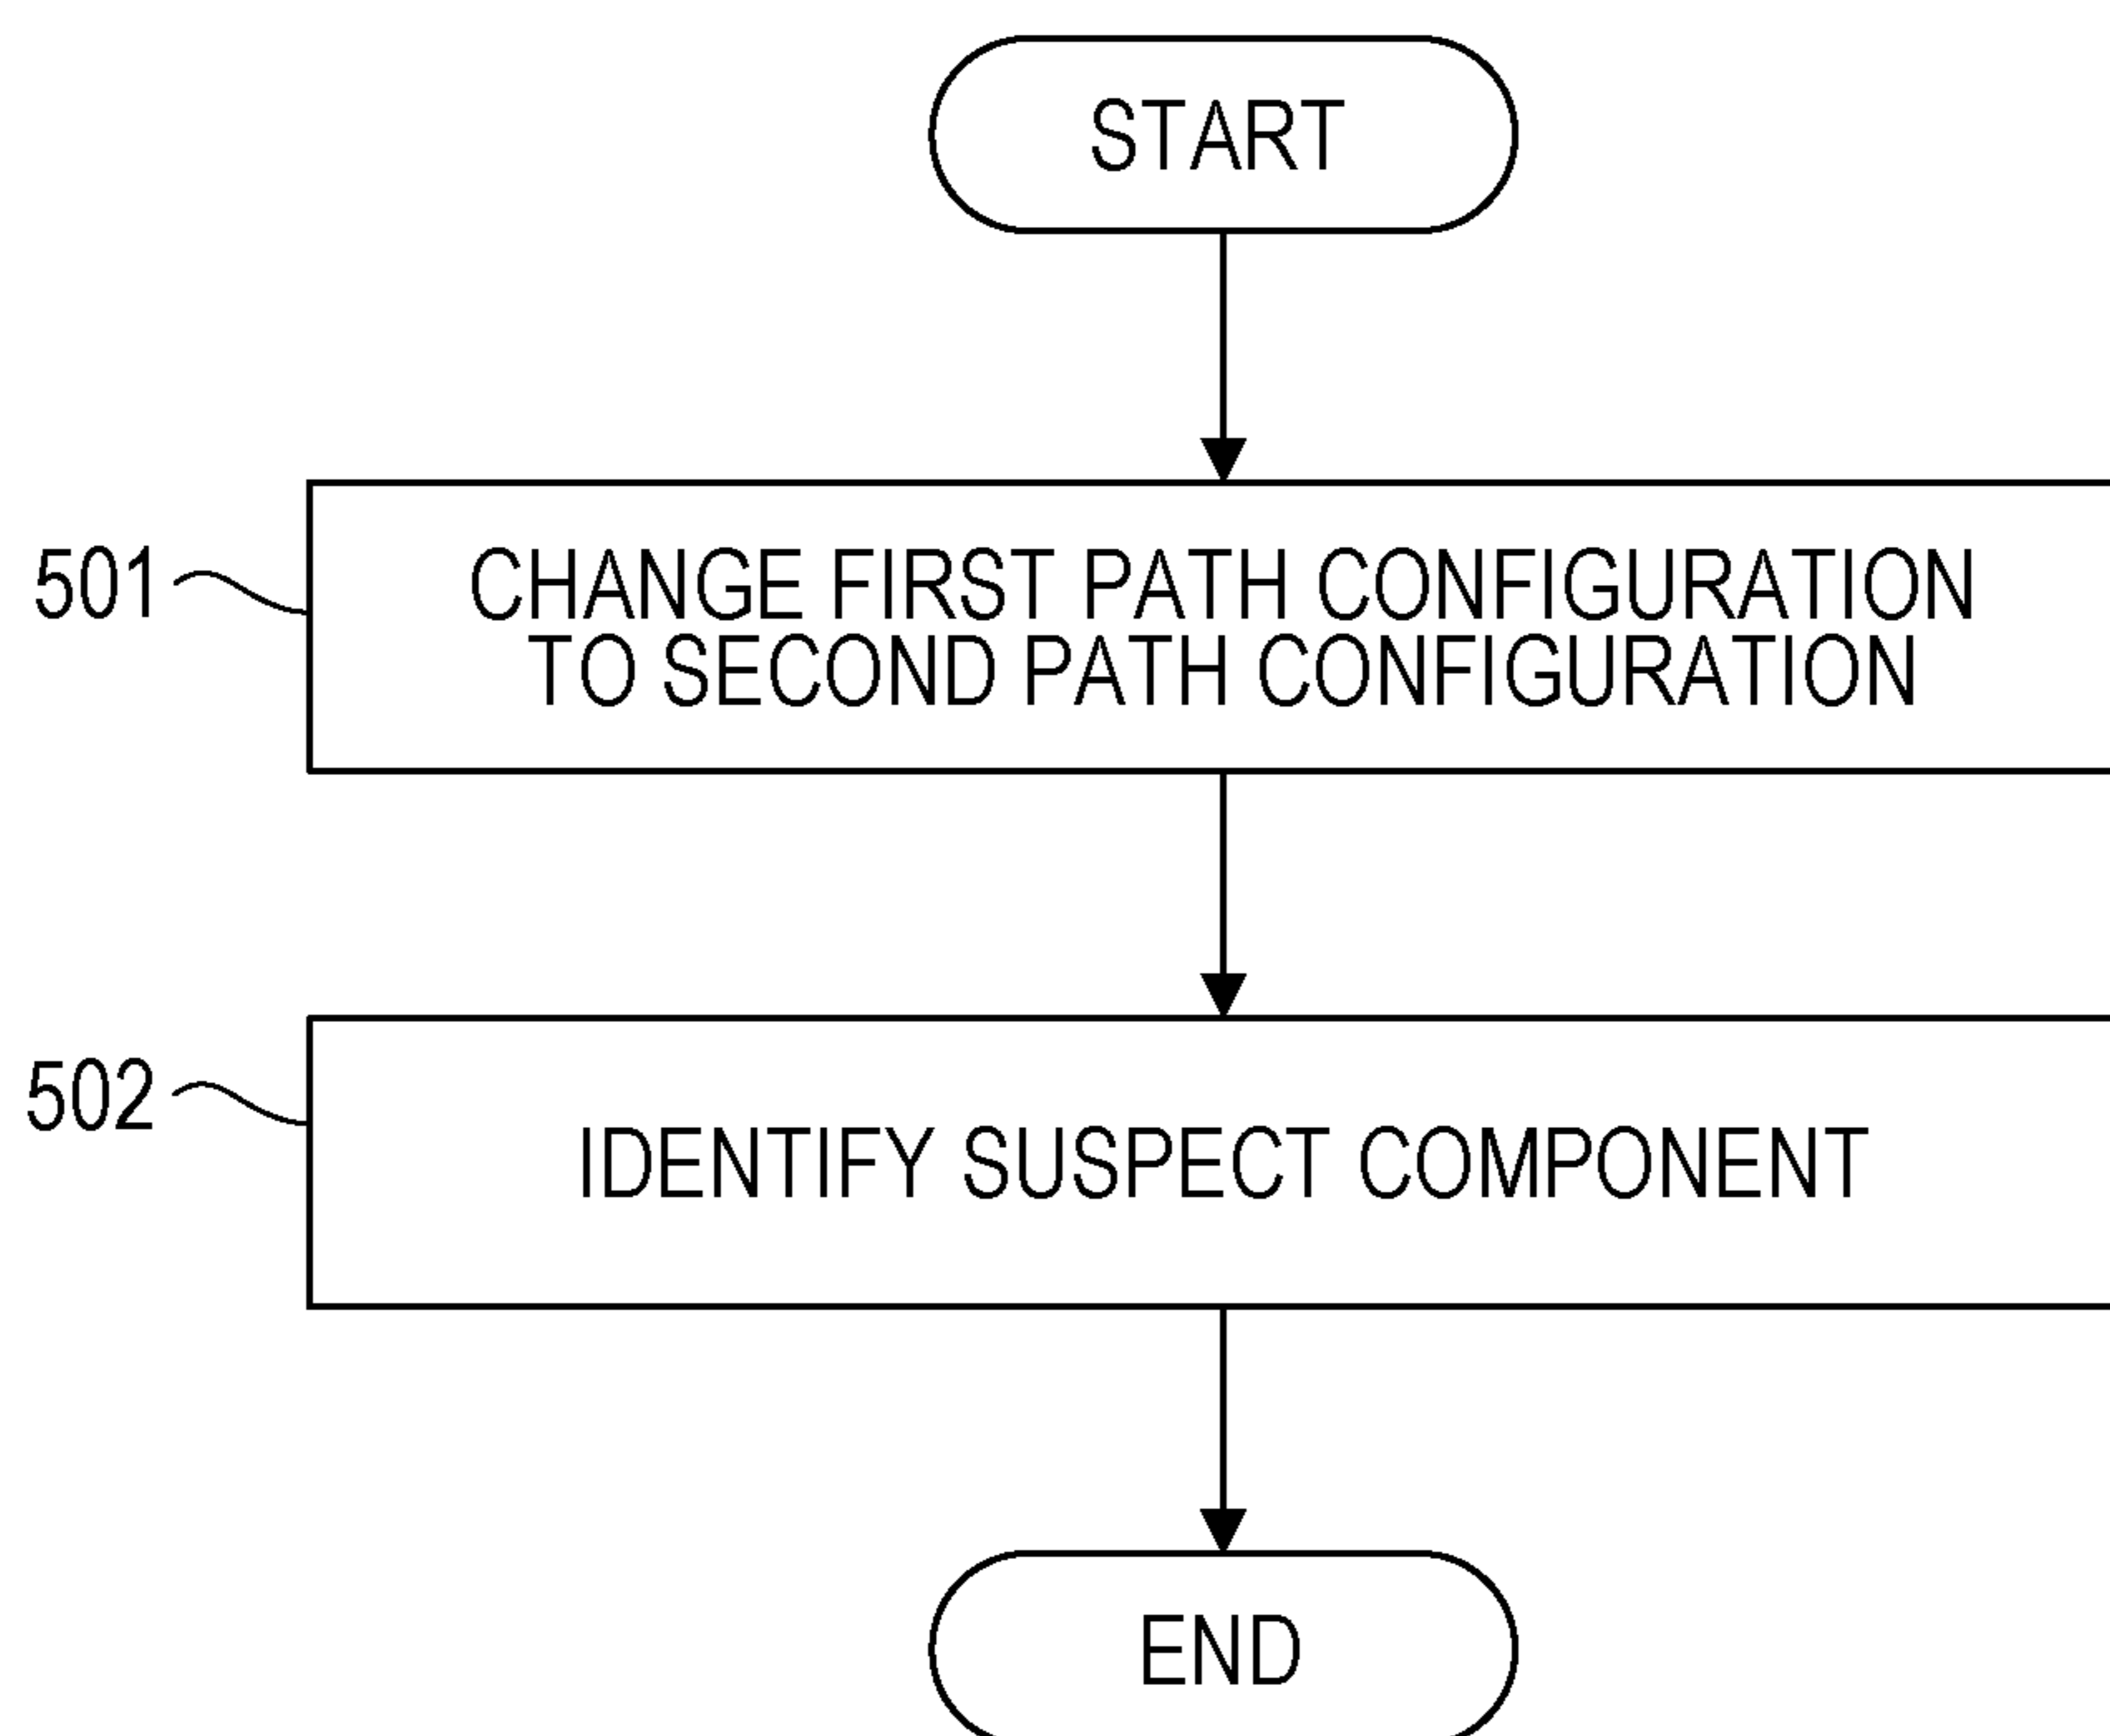 START
501
CHANGE FIRST PATH CONFIGURATION
TO SECOND PATH CONFIGURATION
502
IDENTIFY SUSPECT COMPONENT
END